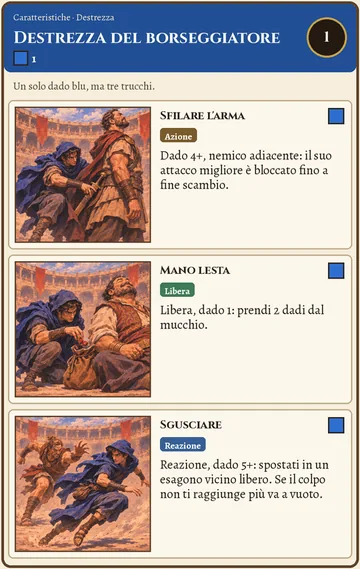 Caratteristiche · Destrezza
Destrezza del borseggiatore
1
1
Un solo dado blu, ma tre trucchi.
Sfilare l'arma
Azione
Dado 4+, nemico adiacente: il suo
attacco migliore è bloccato fino a
fine scambio.
Mano lesta
Libera
Libera, dado 1: prendi 2 dadi dal
mucchio.
Sgusciare
Reazione
Reazione, dado 5+: spostati in un
esagono vicino libero. Se il colpo
non ti raggiunge più va a vuoto.